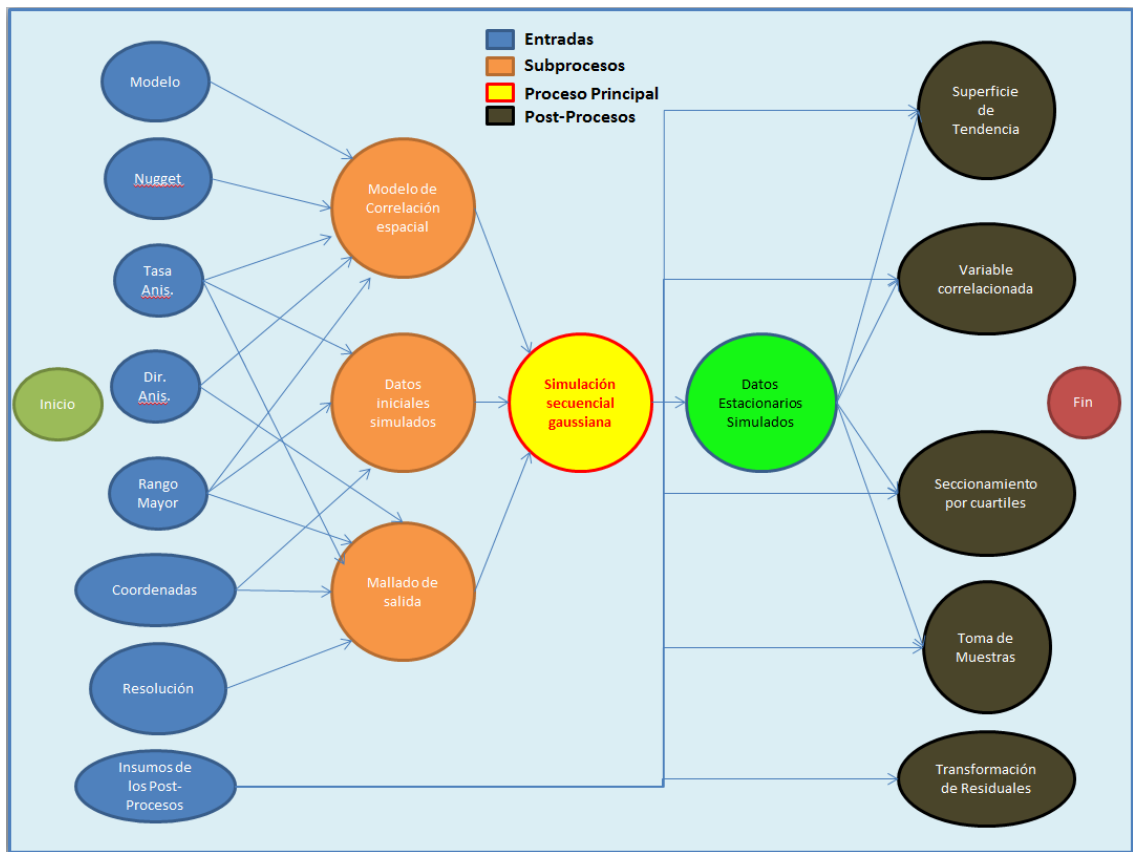 Entradas
Subprocesos
Proceso Principal
Post-Procesos
Inicio
Modelo
Nugget
Tasa
Anis.
Dir.
Anis.
Rango
Mayor
Coordenadas
Resolución
Insumos de
los Post-
Procesos
Modelo de
Correlación
espacial
Datos
iniciales
simulados
Mallado de
salida
Simulación
secuencial
gaussiana
Datos
Estacionarios
Simulados
Superficie
de
Tendencia
Variable
correlacionada
Seccionamiento
por cuartiles
Toma de
Muestras
Transformación
de Residuales
Fin